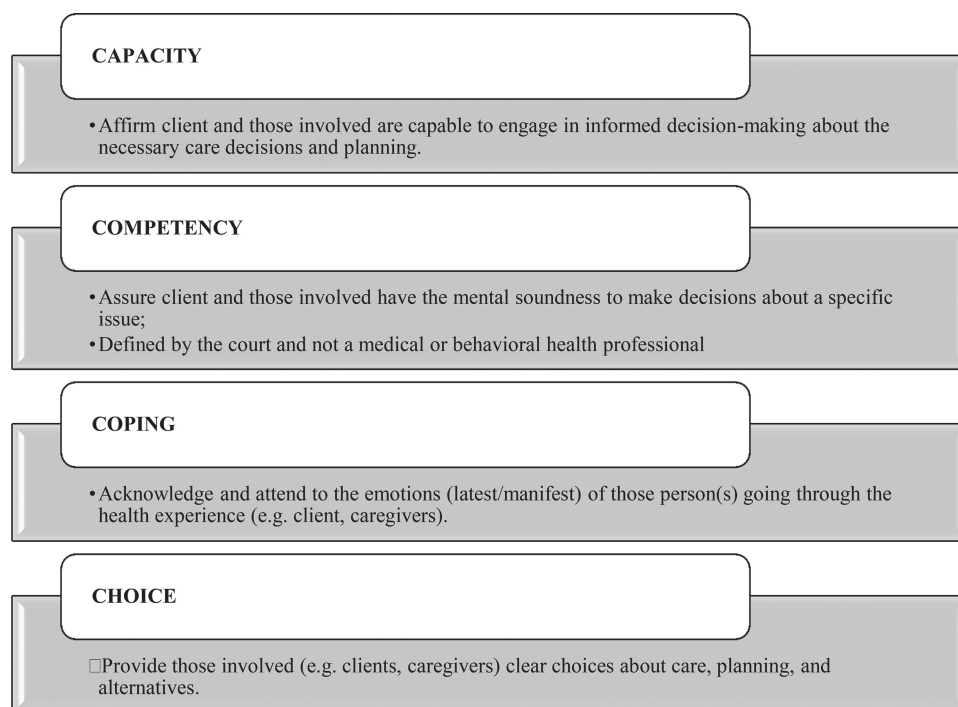 CAPACITY
•Affirm client and those involved are capable to engage in informed decision-making about the
necessary care decisions and planning.
COMPETENCY
•Assure client and those involved have the mental soundness to make decisions about a specific
issue;
•Defined by the court and not a medical or behavioral health professional
COPING
•Acknowledge and attend to the emotions (latest/manifest) of those person(s) going through the
health experience (e.g. client, caregivers).
CHOICE
□Provide those involved (e.g. clients, caregivers) clear choices about care, planning, and
alternatives.